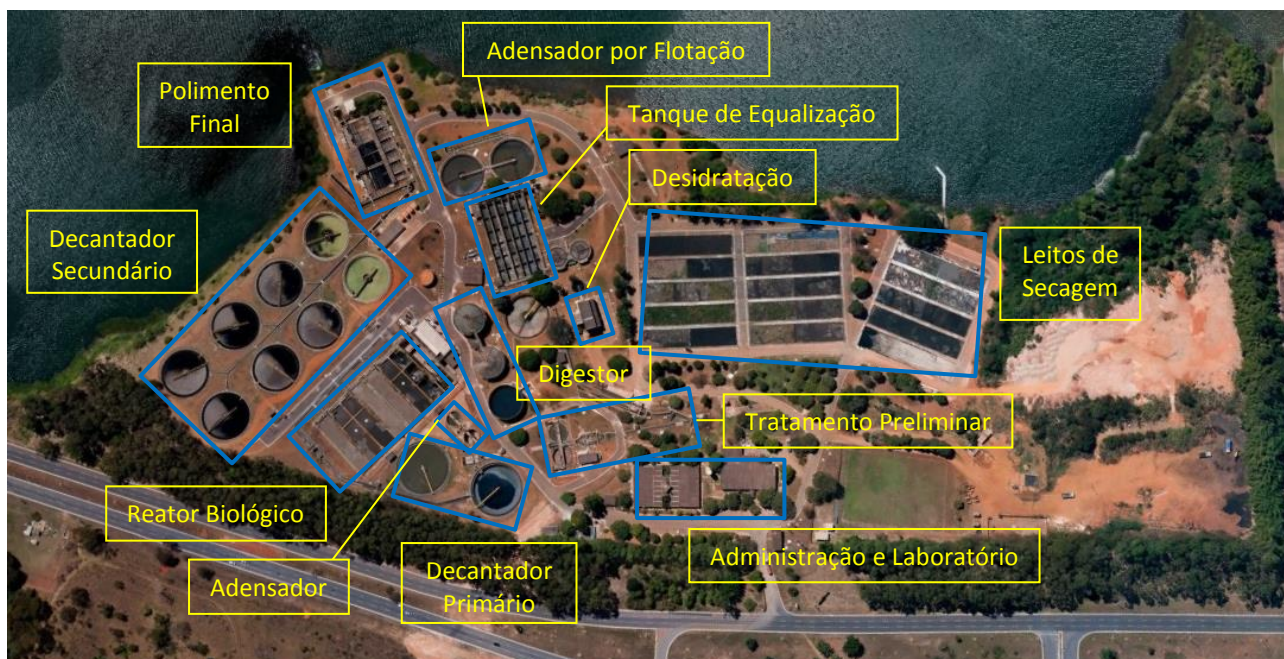 Adensador por Flotação
Polimento
Final
Tanque de Equalização
Desidratação
Decantador
Secundário
Leitos de
Secagem
Digestor
Tratamento Preliminar
Reator Biológico
Administração e Laboratório
Adensador
Decantador
Primário